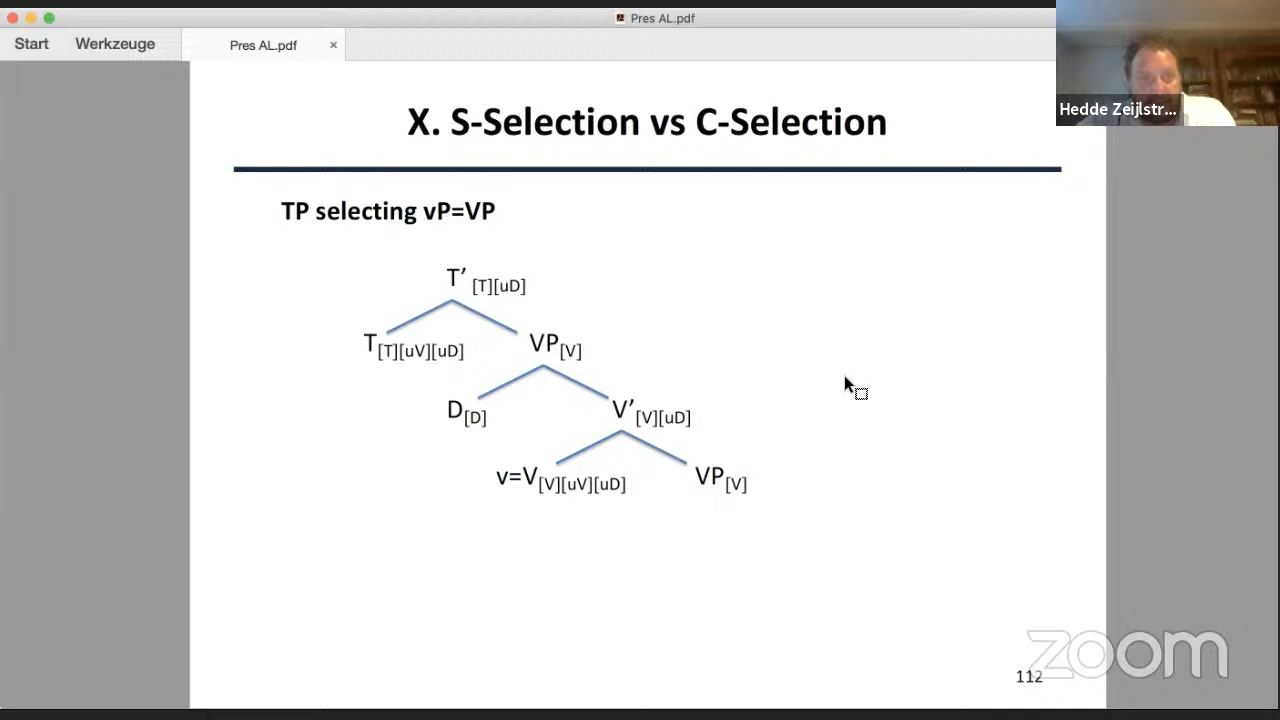 Pres AL.pdf
Start Werkzeuge Pres AL.pdf ×
Hedde Zeijlstr...
X. S-Selection vs C-Selection
TP selecting vP=VP
T’ [T][uD]
T[T][uV][uD] VP[V]
D[D] V’[V][uD]
v=V[V][uV][uD] VP[V]
zoom
112